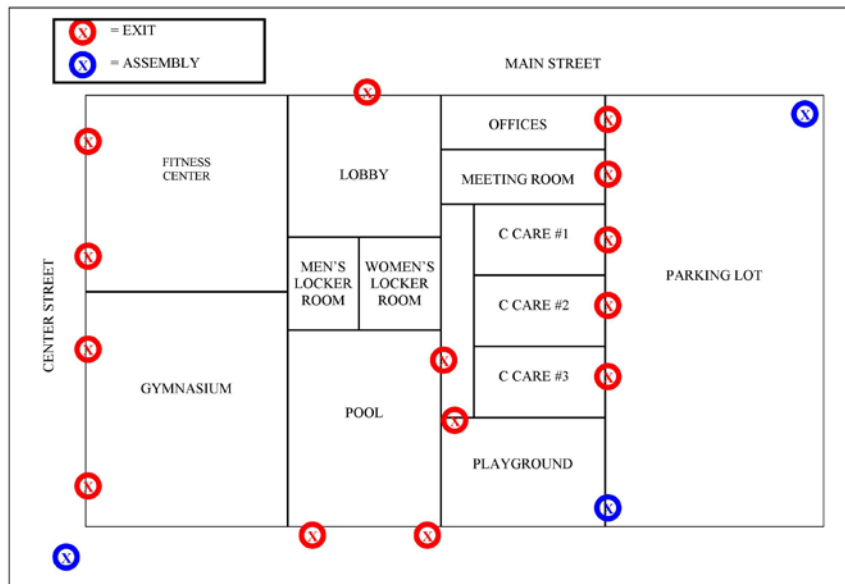 X = EXIT
X = ASSEMBLY
MAIN STREET
X
X
X
OFFICES
X
FITNESS
CENTER
LOBBY
MEETING ROOM
X
C CARE #1
X
X
MEN'S
LOCKER
ROOM
WOMEN'S
LOCKER
ROOM
PARKING LOT
C CARE #2
X
CENTER STREET
X
X
C CARE #3
X
GYMNASIUM
POOL
X
PLAYGROUND
X
X
X
X
X